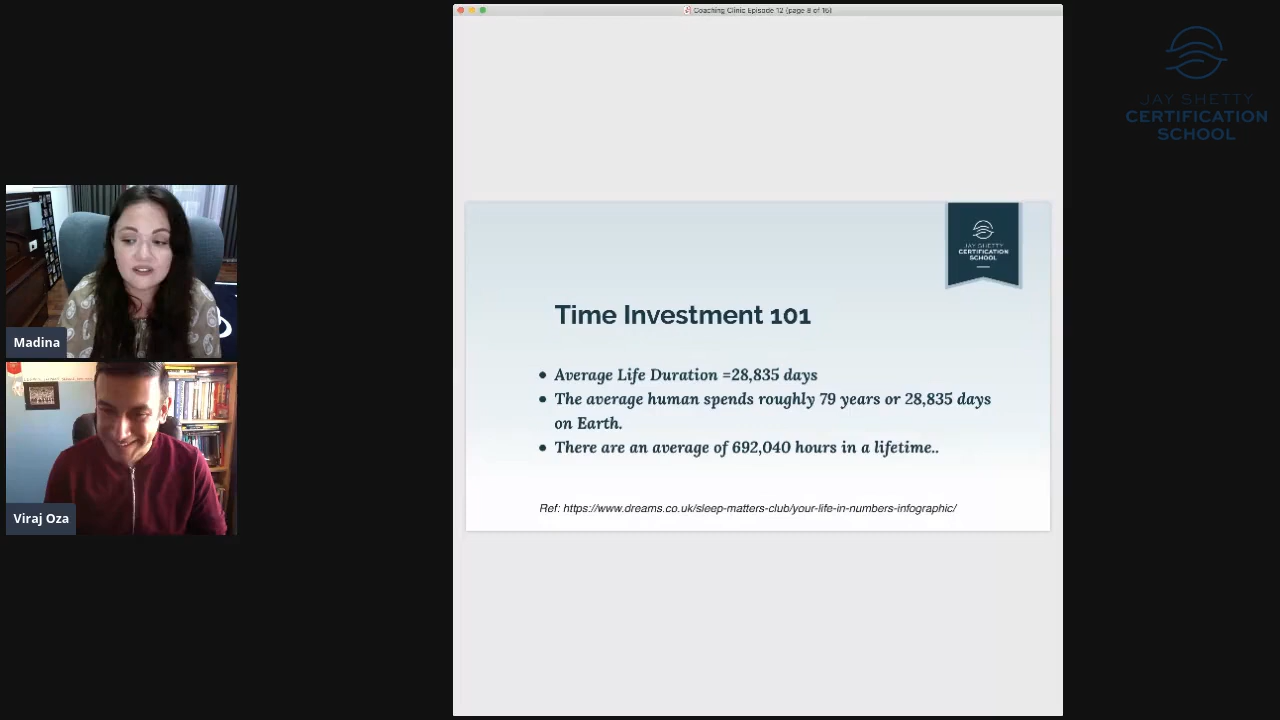 Coaching Clinic Episode 12 (page 8 of 16)
JAY SHETTY
CERTIFICATION
SCHOOL
JAY SHETTY
CERTIFICATION
SCHOOL
Time Investment 101
• Average Life Duration =28,835 days
• The average human spends roughly 79 years or 28,835 days
on Earth.
• There are an average of 692,040 hours in a lifetime..
Ref: https://www.dreams.co.uk/sleep-matters-club/your-life-in-numbers-infographic/
Madina
Viraj Oza